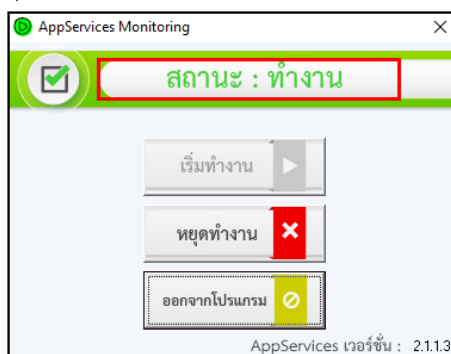 AppServices Monitoring
สถานะ : ทำงาน
เริ่มทำงาน
หยุดทำงาน
ออกจากโปรแกรม
AppServices เวอร์ชั่น : 2.1.1.3